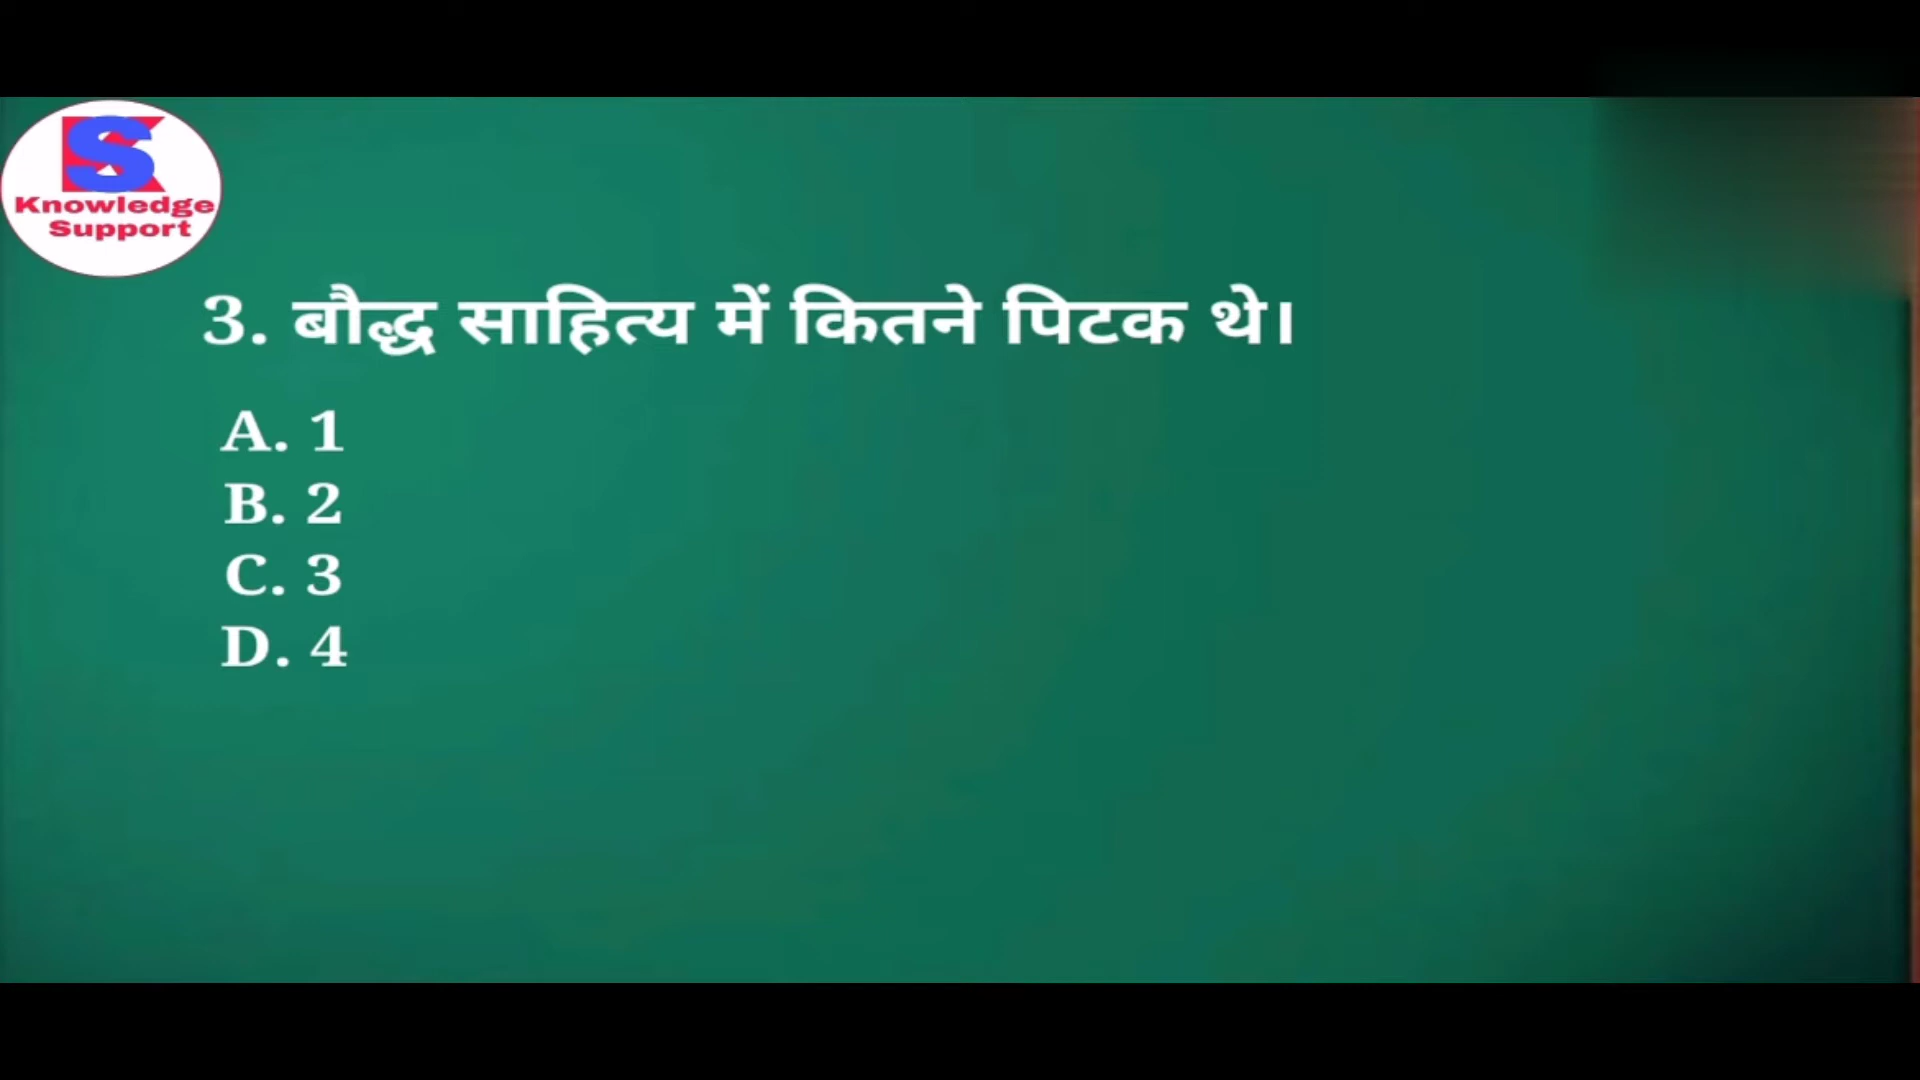 Knowledge
Support
3. बौद्ध साहित्य में कितने पिटक थे।
A. 1
B. 2
C. 3
D. 4